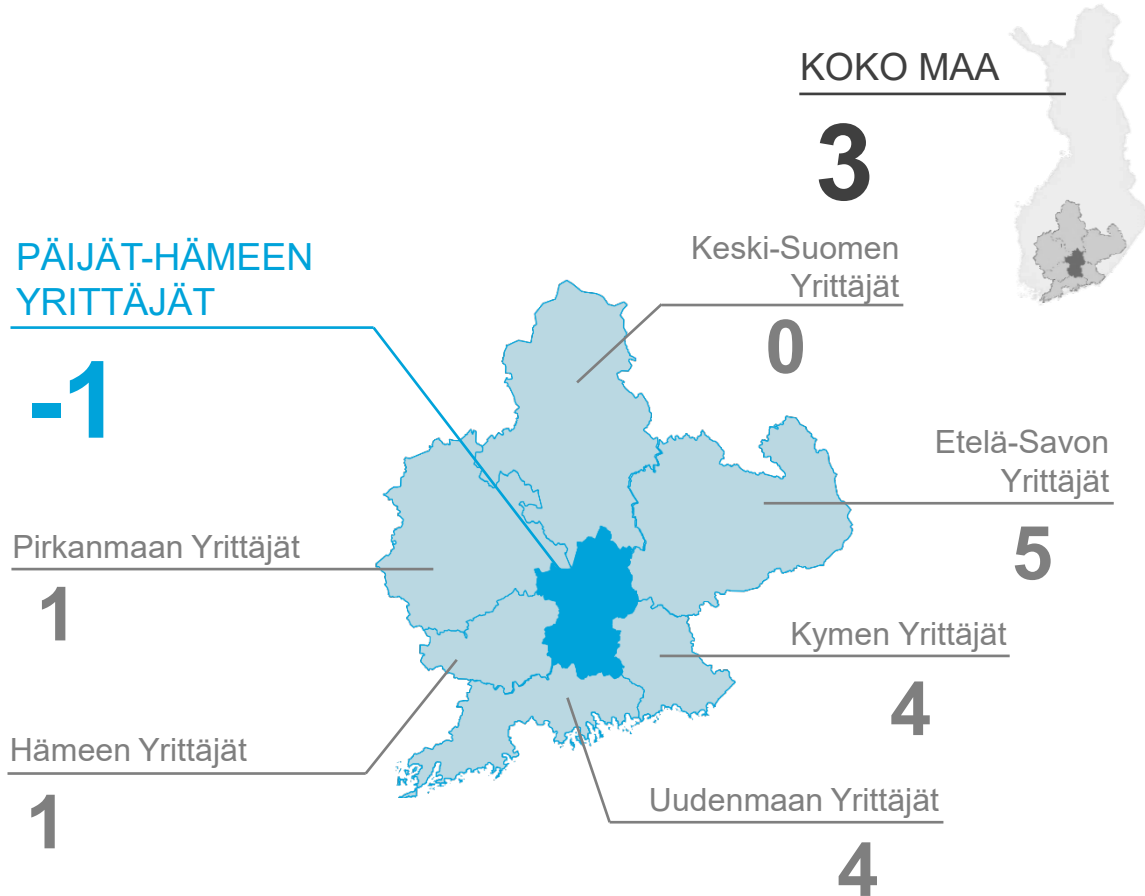 KOKO MAA
3
PÄIJÄT-HÄMEEN
YRITTÄJÄT
-1
Keski-Suomen
Yrittäjät
0
Etelä-Savon
Yrittäjät
5
Pirkanmaan Yrittäjät
1
Kymen Yrittäjät
4
Hämeen Yrittäjät
1
Uudenmaan Yrittäjät
4